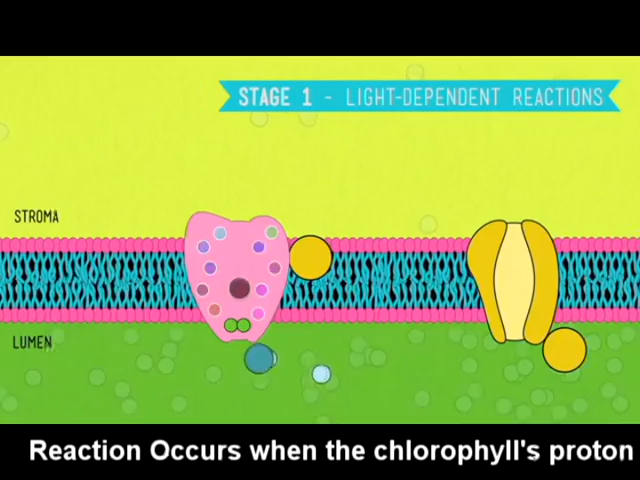 STAGE 1 - LIGHT-DEPENDENT REACTIONS
STROMA
LUMEN
Reaction Occurs when the chlorophyll's proton